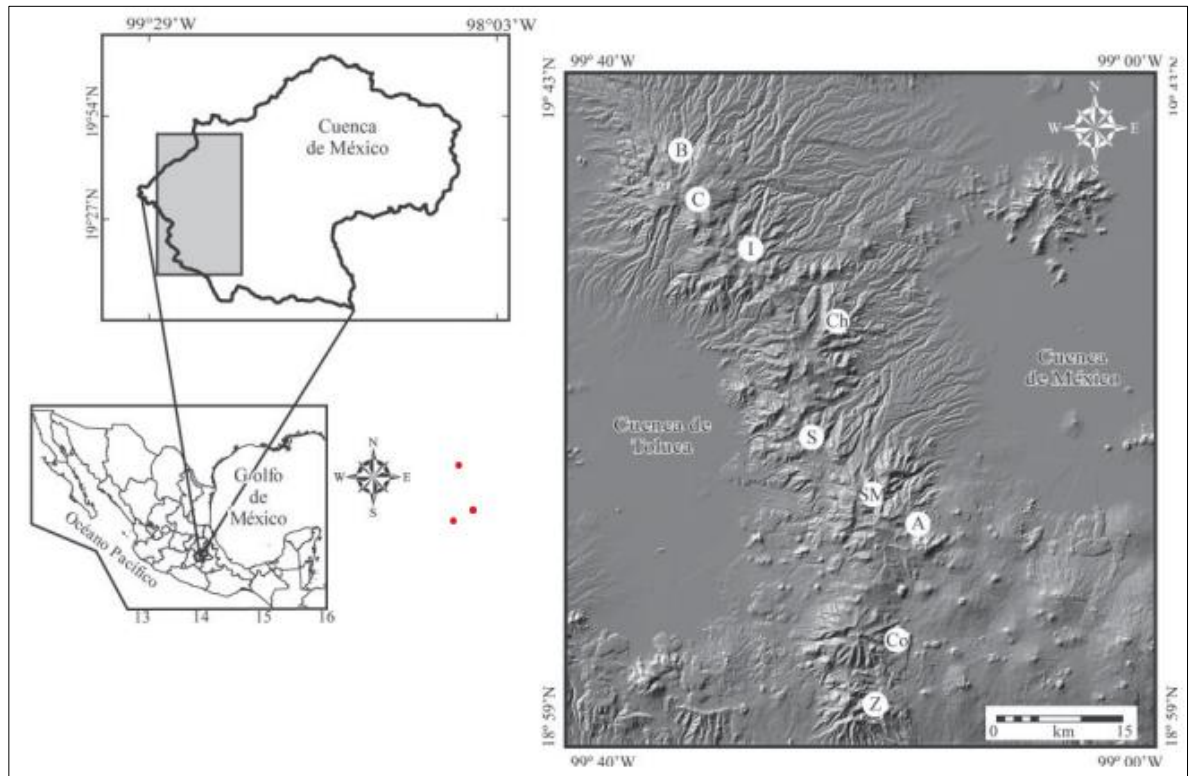 99°29'W
98°03'W
19°54'N
19°27'N
Cuenca
de México
Golfo
de
México
Océano Pacífico
13
14
15
16
N
W
E
S
99° 40'W
99° 00'W
19° 43'N
19° 43'N
N
W
E
S
B
C
I
Ch
Cuenca
de México
Cuenca de
Toluca
S
SM
A
Co
Z
0
15
km
18° 59'N
18° 59'N
99° 40'W
99° 00'W